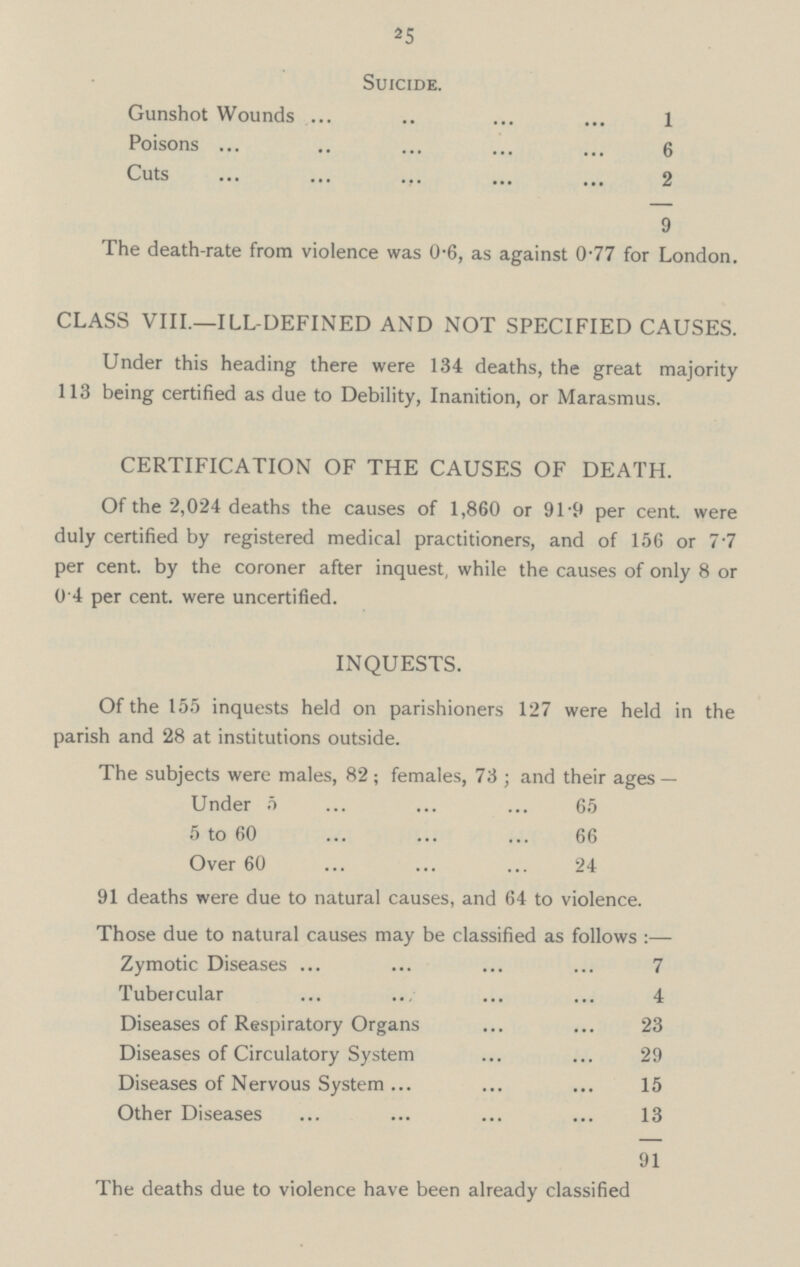 25
SUICIDE.
Gunshot Wounds ... .. ... ... 1
Poisons ... .. ... ... ... 6
Cuts ... ... ... ... ... 2
9
The death-rate from violence was 0·6, as against 0·77 for London.
CLASS VIII.—ILL-DEFINED AND NOT SPECIFIED CAUSES.
Under this heading there were 134 deaths, the great majority
113 being certified as due to Debility, Inanition, or Marasmus.
CERTIFICATION OF THE CAUSES OF DEATH.
Of the 2,024 deaths the causes of 1,860 or 91·9 per cent. were
duly certified by registered medical practitioners, and of 156 or 7·7
per cent. by the coroner after inquest, while the causes of only 8 or
0·4 per cent. were uncertified.
INQUESTS.
Of the 155 inquests held on parishioners 127 were held in the
parish and 28 at institutions outside.
The subjects were males, 82 ; females, 73 ; and their ages —
Under 5 ... ... ... 65
5 to 60 ... ... ... 66
Over 60 ... ... ... 24
91 deaths were due to natural causes, and 64 to violence.
Those due to natural causes may be classified as follows :—
Zymotic Diseases ... ... ... ... 7
Tubercular ... ... ... ... 4
Diseases of Respiratory Organs ... ... 23
Diseases of Circulatory System ... ... 29
Diseases of Nervous System ... ... ... 15
Other Diseases ... ... ... ... 13
91
The deaths due to violence have been already classified